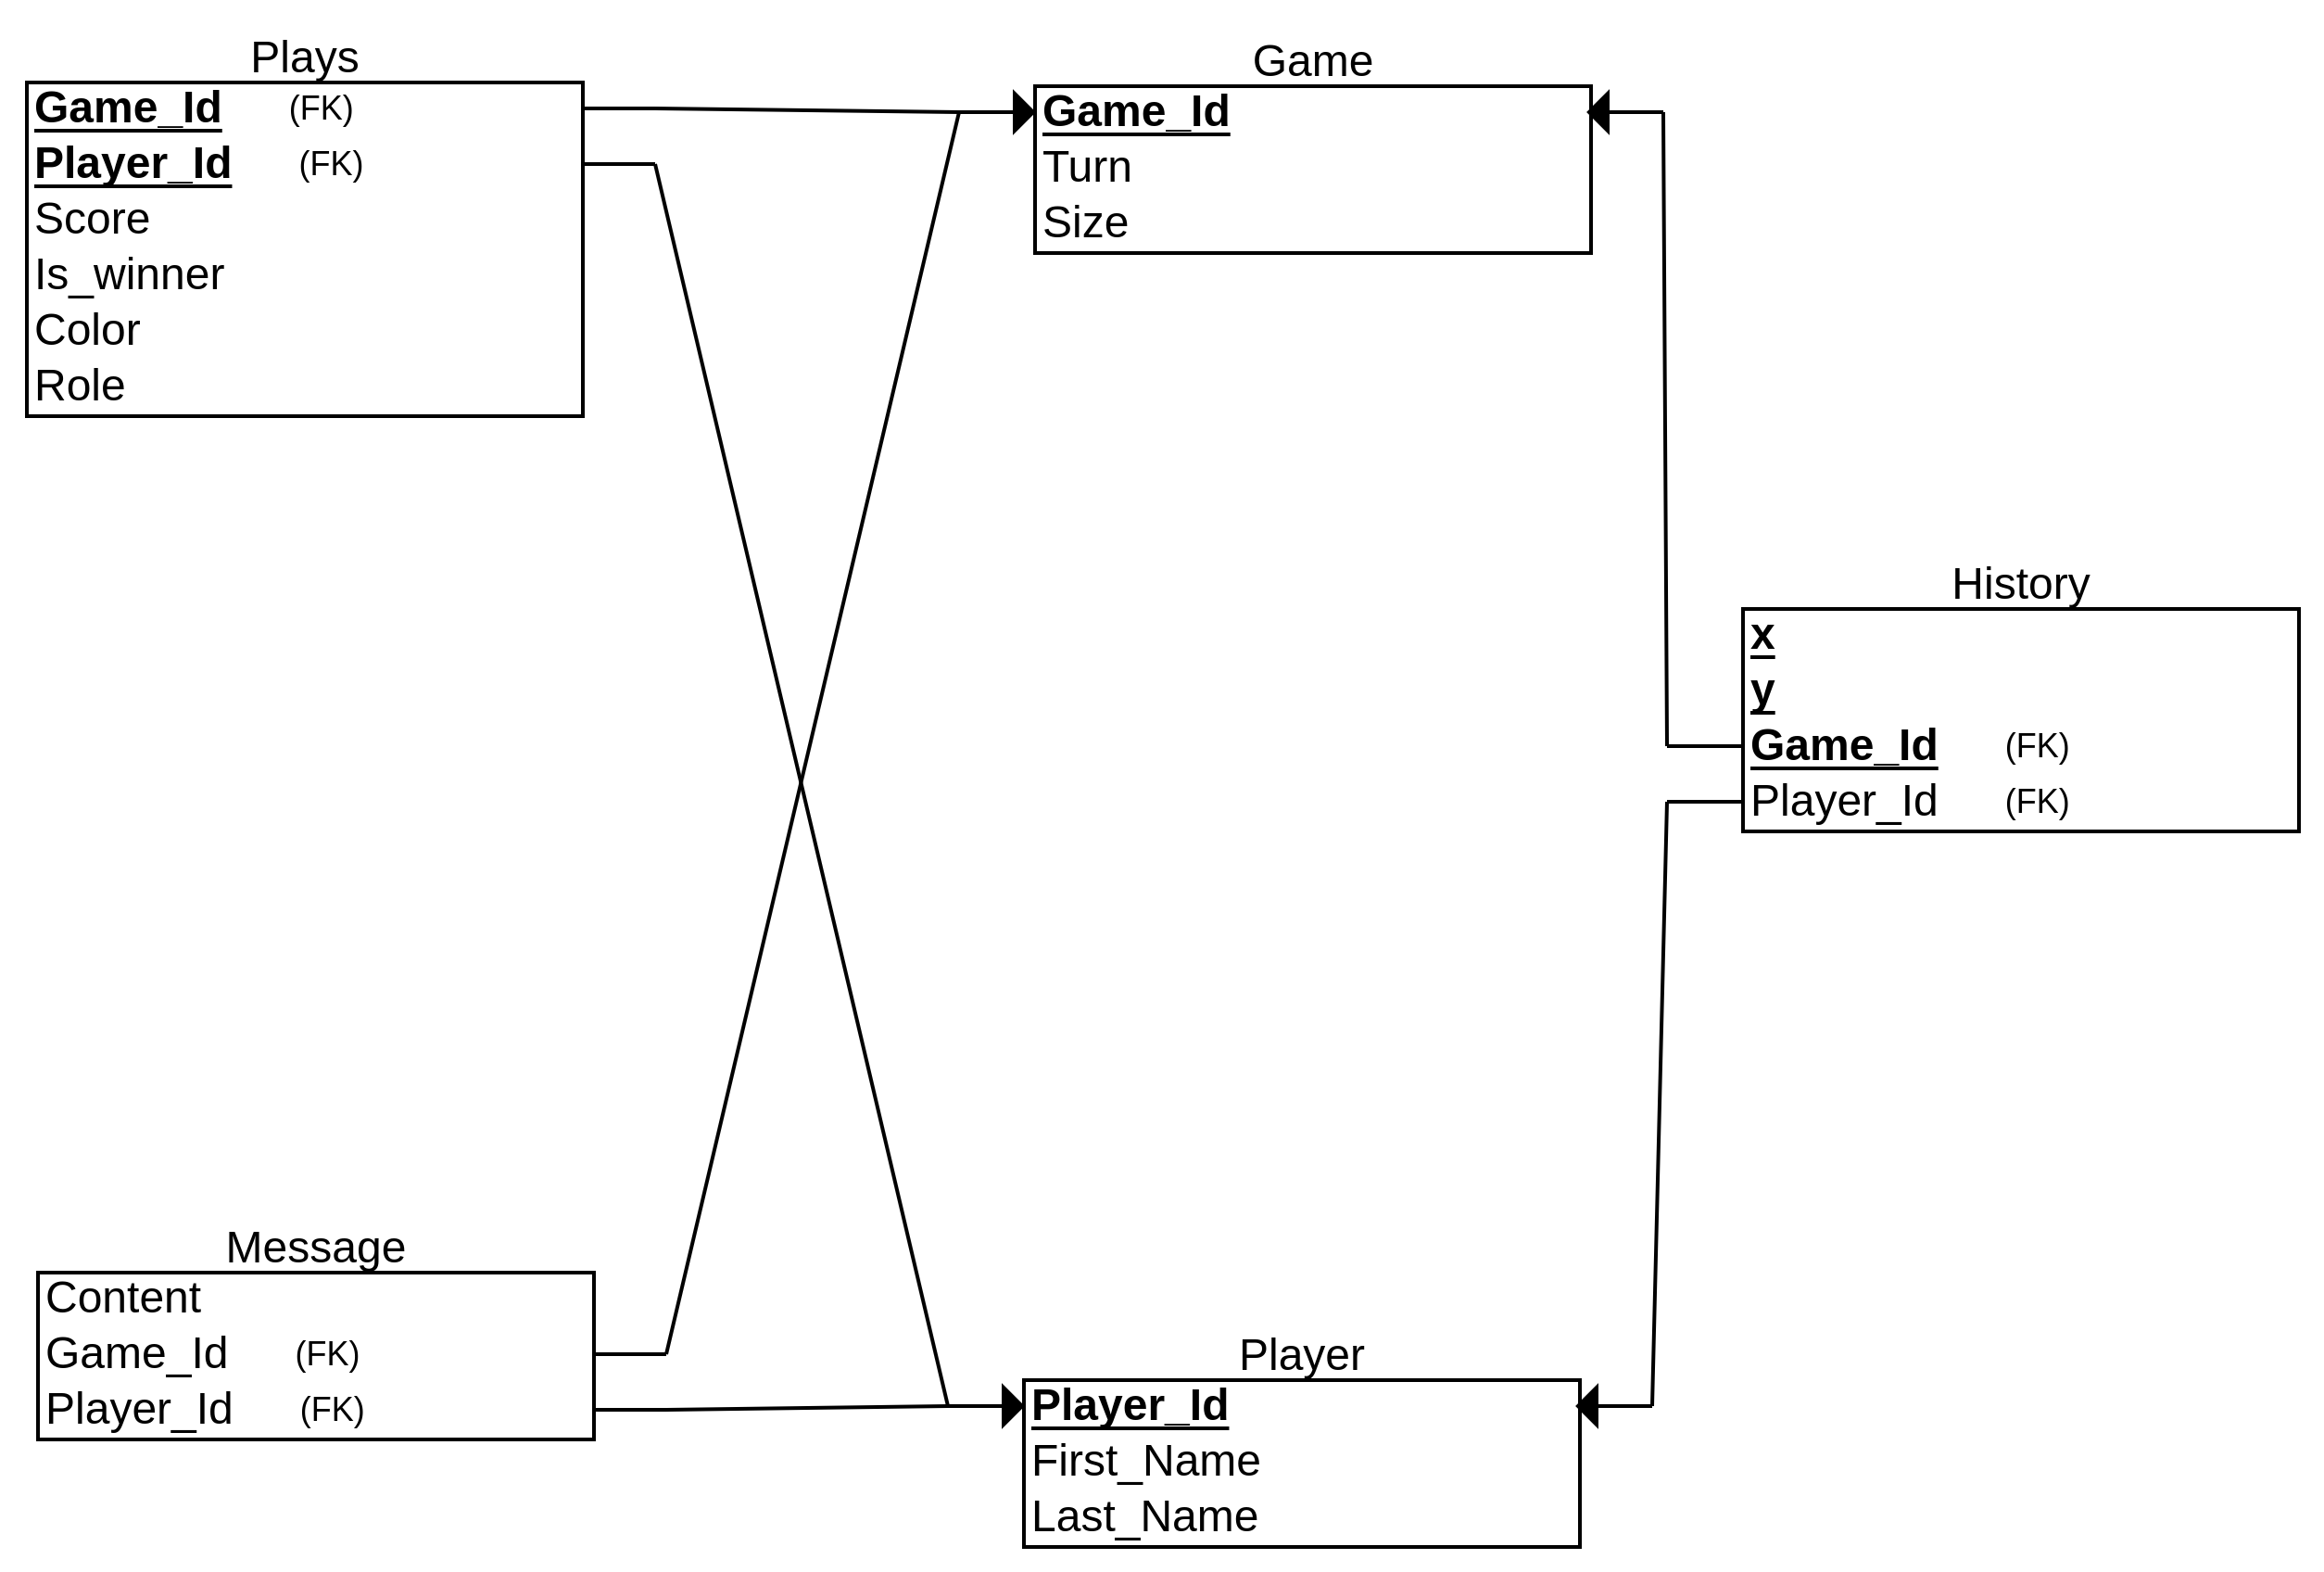 Plays
Game_Id (FK)
Player_Id (FK)
Score
Is_winner
Color
Role
Game
Game_Id
Turn
Size
History
x
y
Game_Id (FK)
Player_Id (FK)
Message
Content
Game_Id (FK)
Player_Id (FK)
Player
Player_Id
First_Name
Last_Name